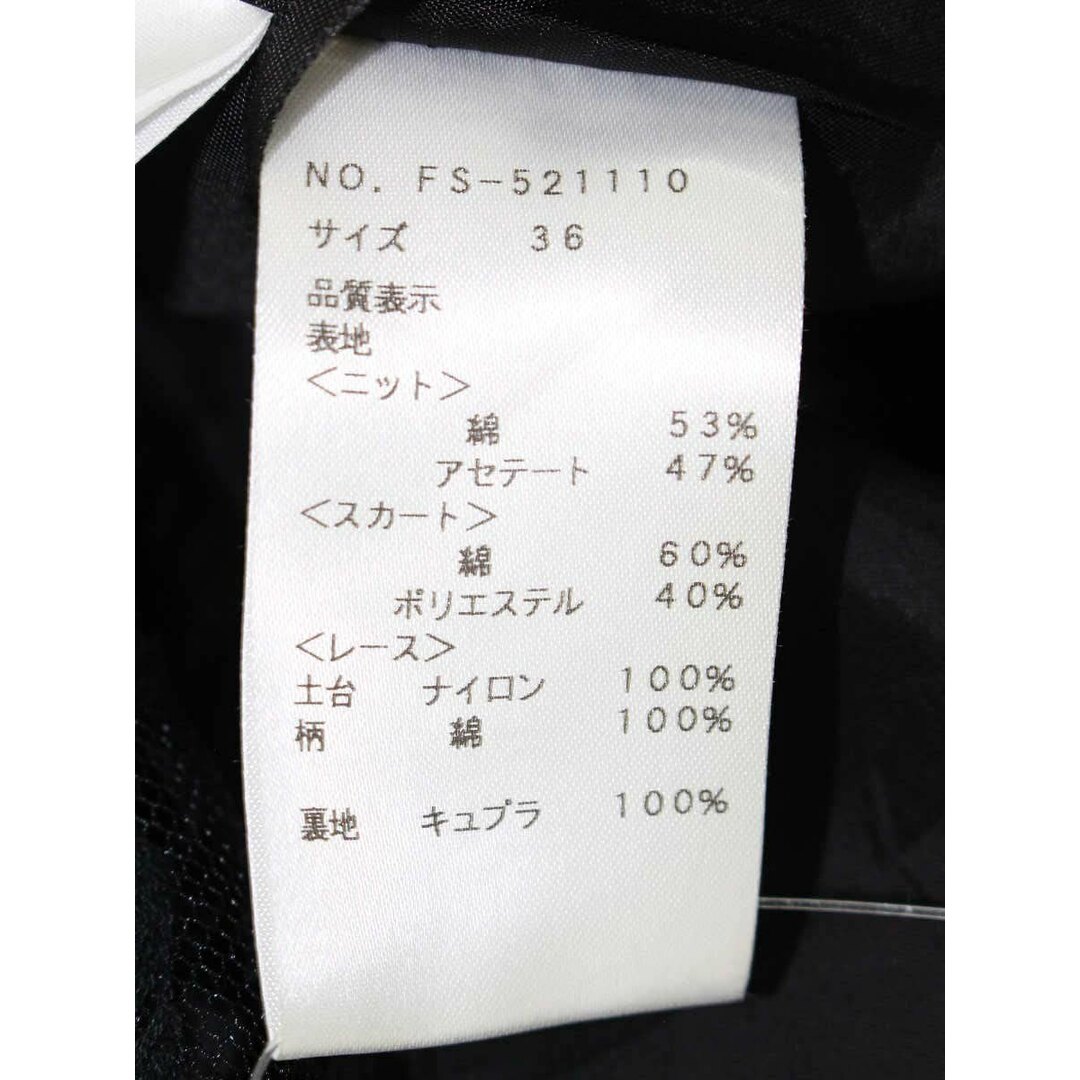 NO. FS-521110
サイズ 36
品質表示
表地
<ニット>
綿 53%
アセテート 47%
<スカート>
綿 60%
ポリエステル 40%
<レース>
土台 ナイロン 100%
柄 綿 100%
裏地 キュプラ 100%